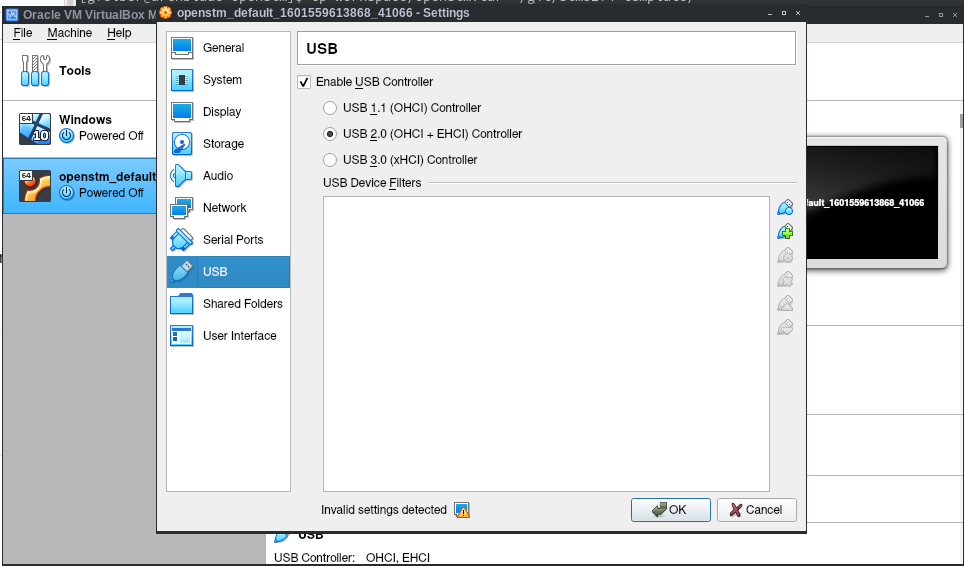 Oracle VM VirtualBox M
openstm_default_1601559613868_41066 - Settings
File Machine Help
Tools
64
10
Windows
Powered Off
64
openstm_default
Powered Off
General
System
Display
Storage
Audio
Network
Serial Ports
USB
Shared Folders
User Interface
USB
Enable USB Controller
USB 1.1 (OHCI) Controller
USB 2.0 (OHCI + EHCI) Controller
USB 3.0 (xHCI) Controller
USB Device Filters
Invalid settings detected
OK
Cancel
fault_1601559613868_41066
USB
USB Controller: OHCI, EHCI